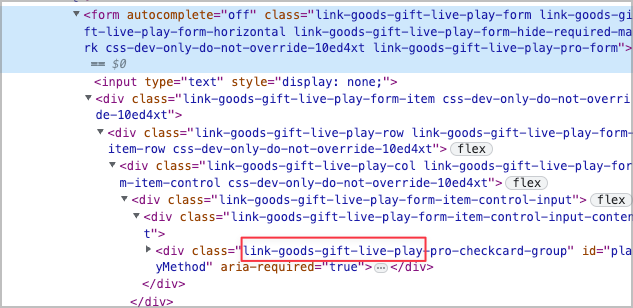 <form autocomplete="off" class="link-goods-gift-live-play-form link-goods-gi
ft-live-play-form-horizontal link-goods-gift-live-play-form-hide-required-ma
rk css-dev-only-do-not-override-10ed4xt link-goods-gift-live-play-pro-form">
== $0
<input type="text" style="display: none;">
<div class="link-goods-gift-live-play-form-item css-dev-only-do-not-overri
de-10ed4xt">
<div class="link-goods-gift-live-play-row link-goods-gift-live-play-form-
item-row css-dev-only-do-not-override-10ed4xt"> flex
<div class="link-goods-gift-live-play-col link-goods-gift-live-play-for
m-item-control css-dev-only-do-not-override-10ed4xt"> flex
<div class="link-goods-gift-live-play-form-item-control-input"> flex
<div class="link-goods-gift-live-play-form-item-control-input-conten
t">
<div class="link-goods-gift-live-play-pro-checkcard-group" id="pla
yMethod" aria-required="true"> … </div>
</div>
</div>